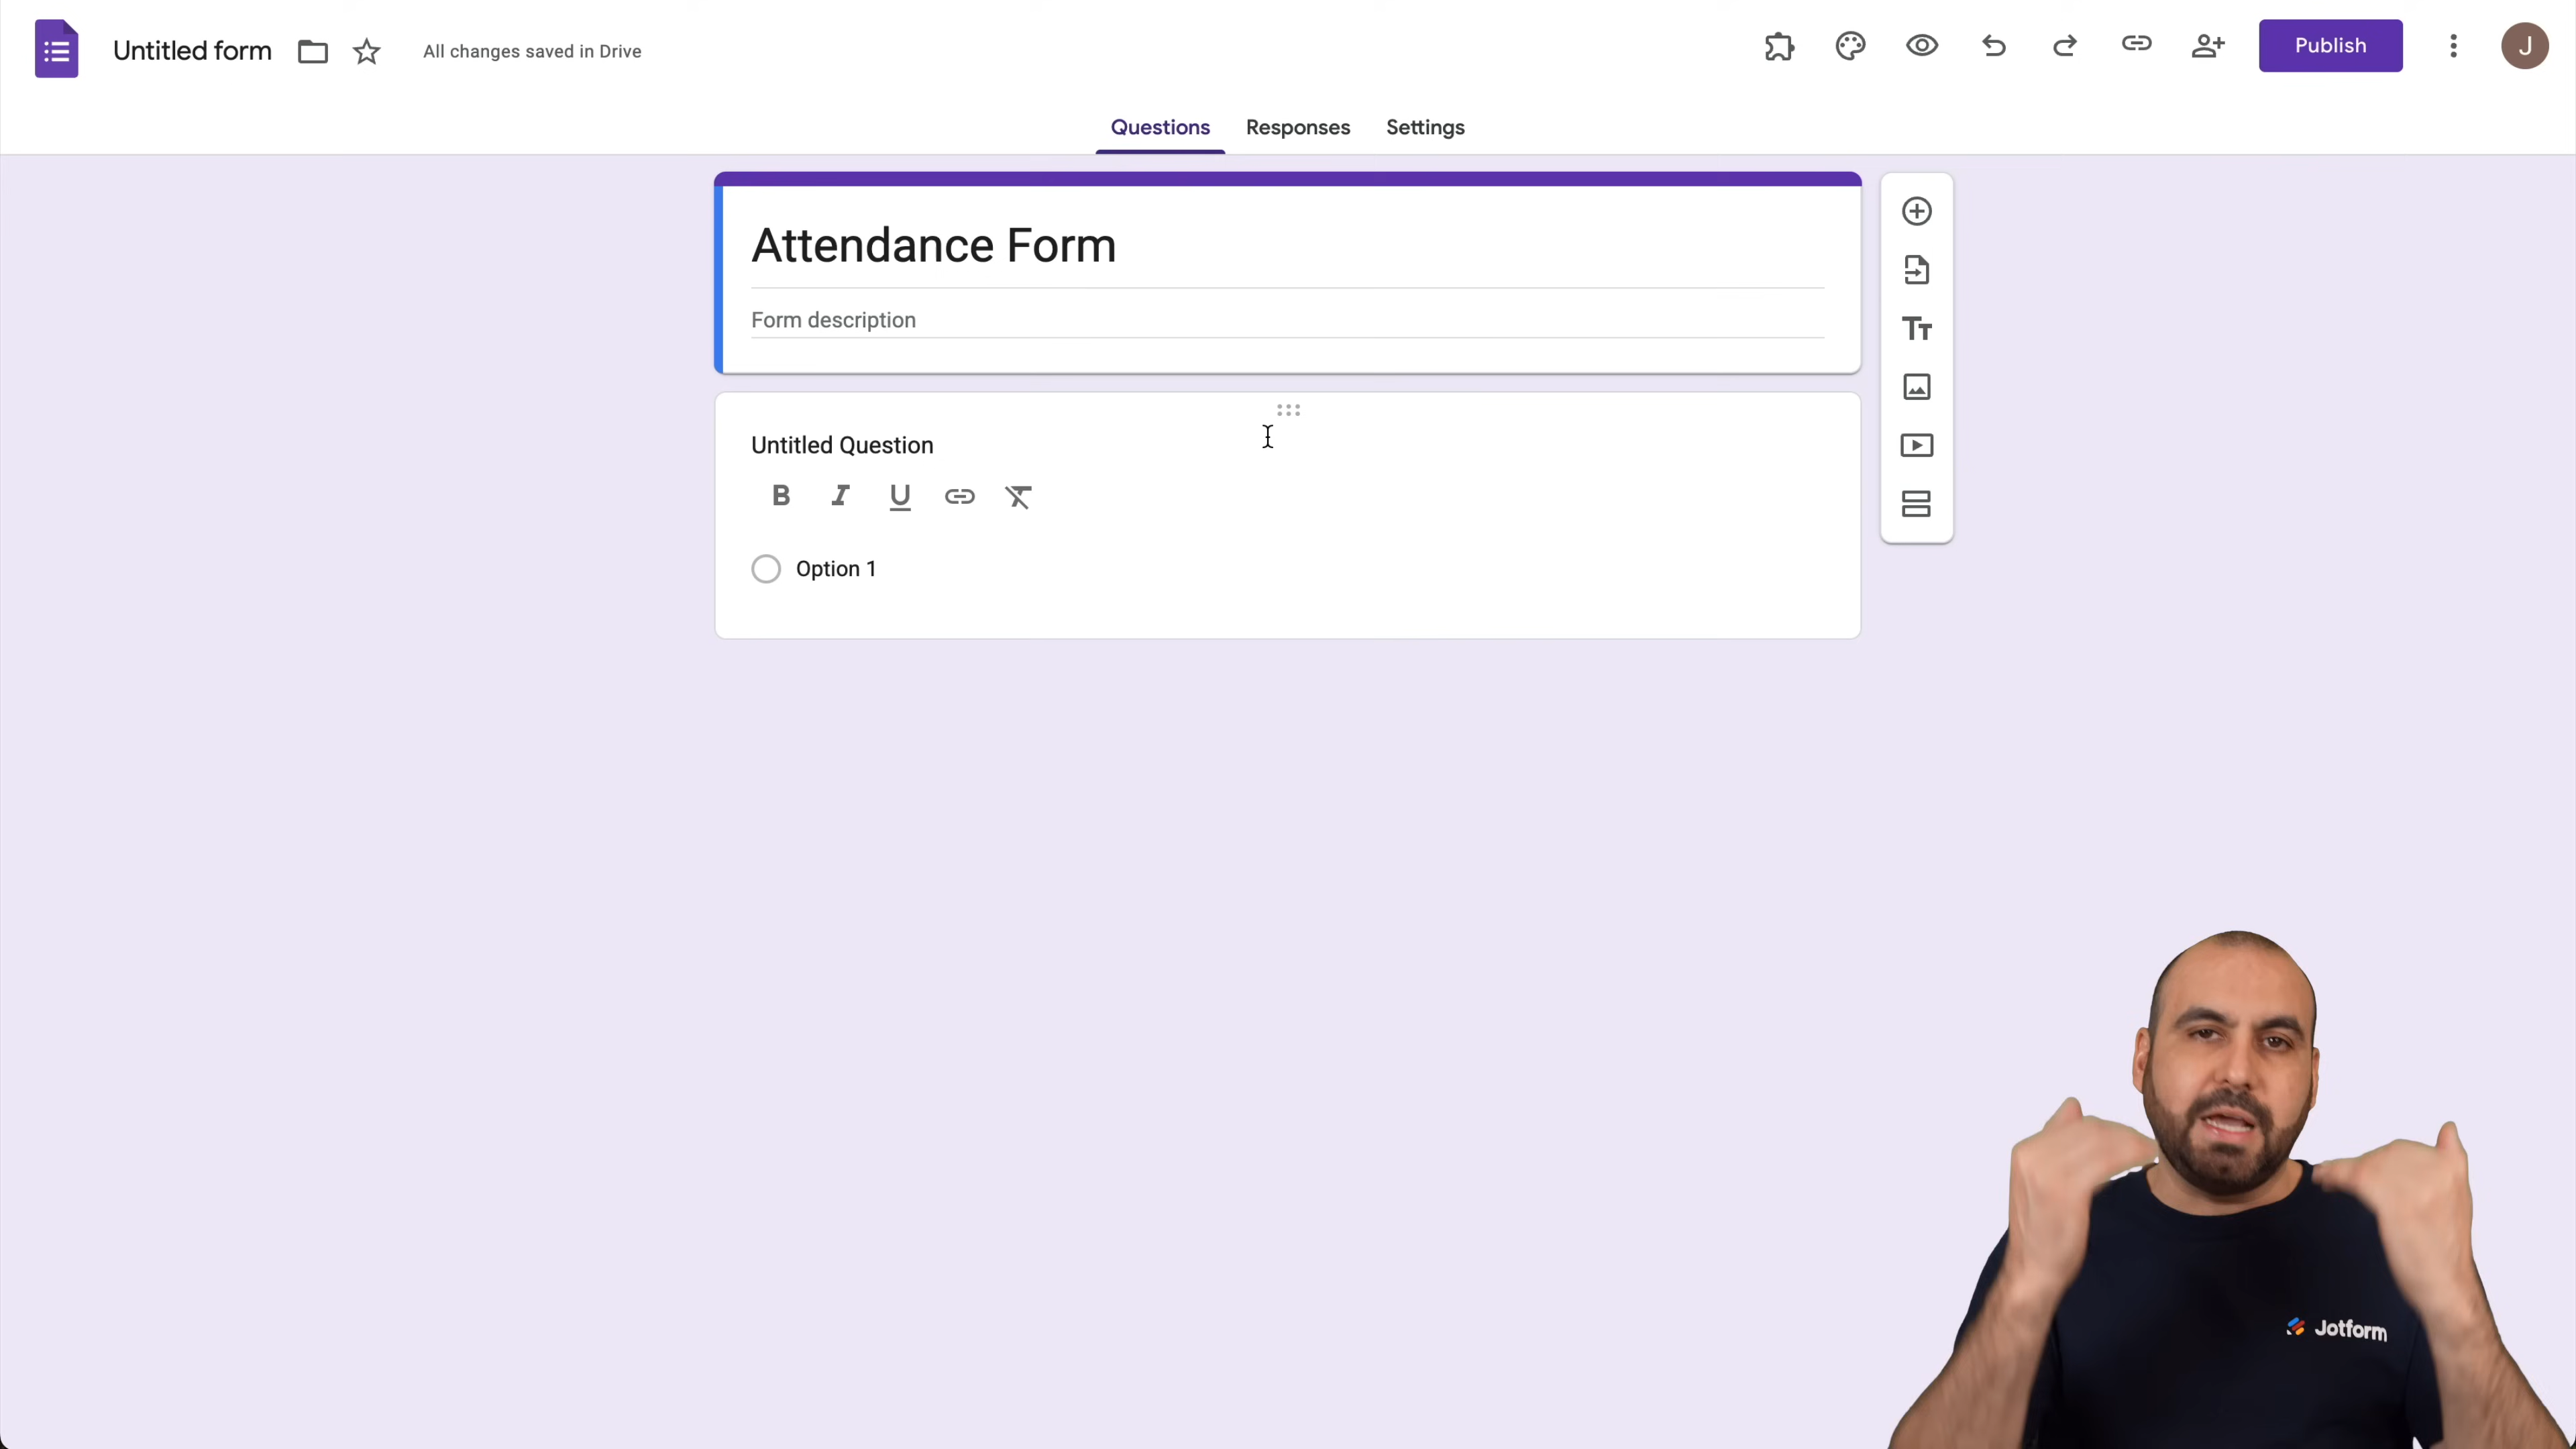 Untitled form
All changes saved in Drive
Publish
J
Questions Responses Settings
Attendance Form
Form description
Untitled Question
B I U
Option 1
Jotform